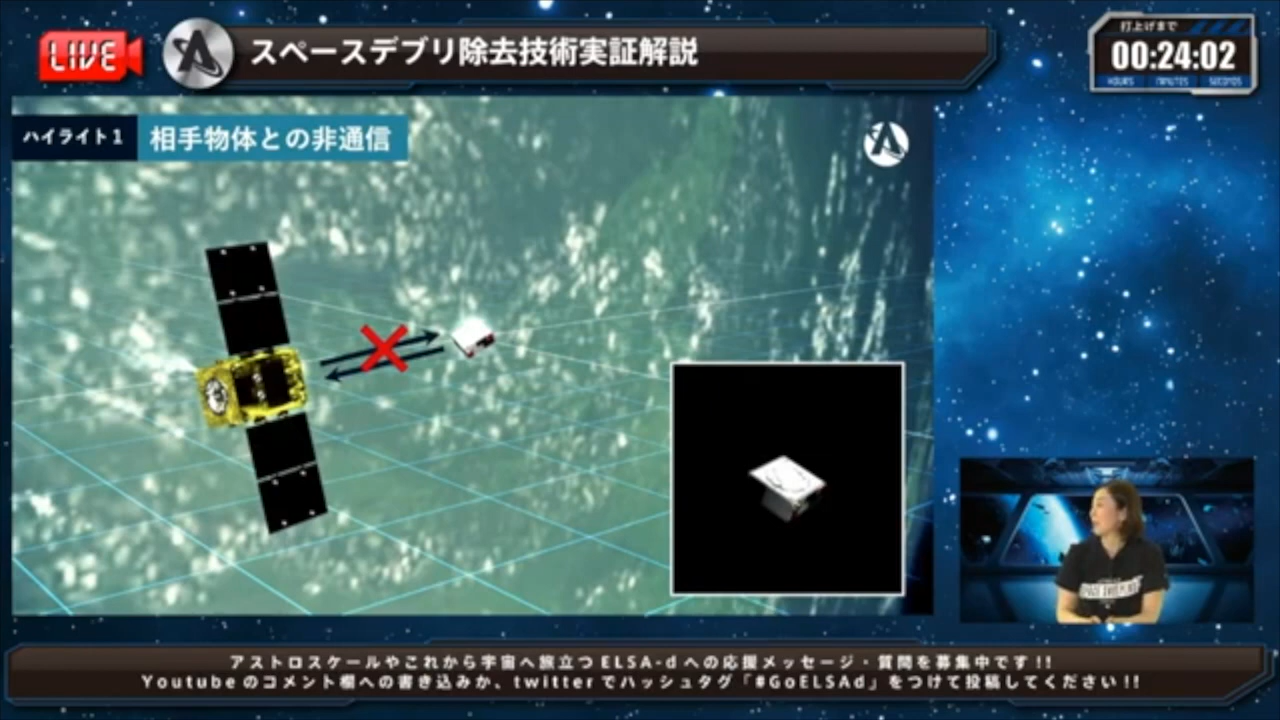 LIVE
スペースデブリ除去技術実証解説
打上げまで
00:24:02
HOURS MINUTES SECONDS
ハイライト1
相手物体との非通信
アストロスケールやこれから宇宙へ旅立つELSA-dへの応援メッセージ・質問を募集中です!!
Youtubeのコメント欄への書き込みか、twitterでハッシュタグ「#GoELSAd」をつけて投稿してください!!